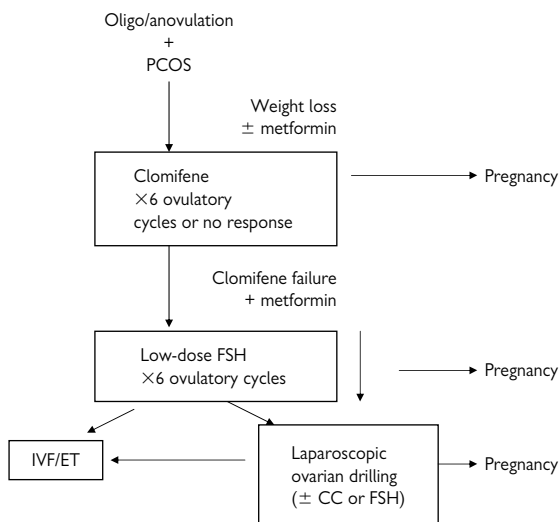 Oligo/anovulation
+
PCOS
Weight loss
± metformin
Clomifene
×6 ovulatory
cycles or no response
Pregnancy
Clomifene failure
+ metformin
Low-dose FSH
×6 ovulatory cycles
Pregnancy
IVF/ET
Laparoscopic
ovarian drilling
(± CC or FSH)
Pregnancy